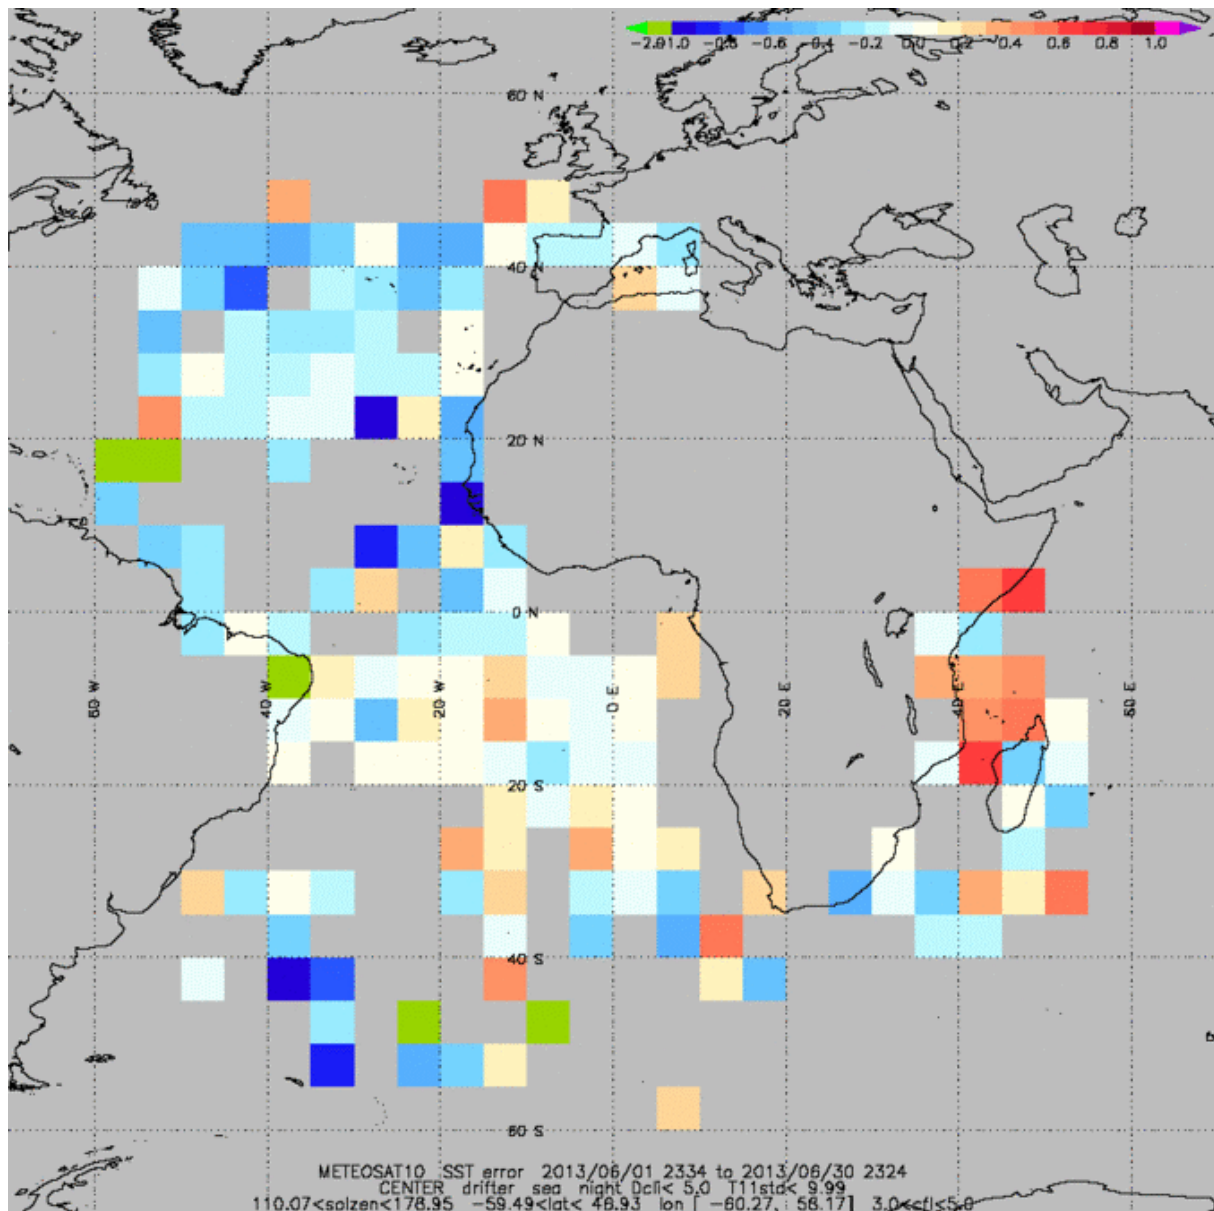 -2.0 -1.0 -0.8 -0.6 -0.4 -0.2 0.0 0.2 0.4 0.6 0.8 1.0
60 N
40 N
20 N
0 N
60 W 40 W 20 W 0 E 20 E 40 E 60 E
20 S
40 S
60 S
METEOSAT10 SST error 2013/06/01 2334 to 2013/06/30 2324
CENTER drifter sea night Dcfl< 5.0 T11std< 9.99
110.07<solzen<178.95 -59.49<lat< 48.93 lon [ -60.27, 58.17] 3.0<cfl<5.0